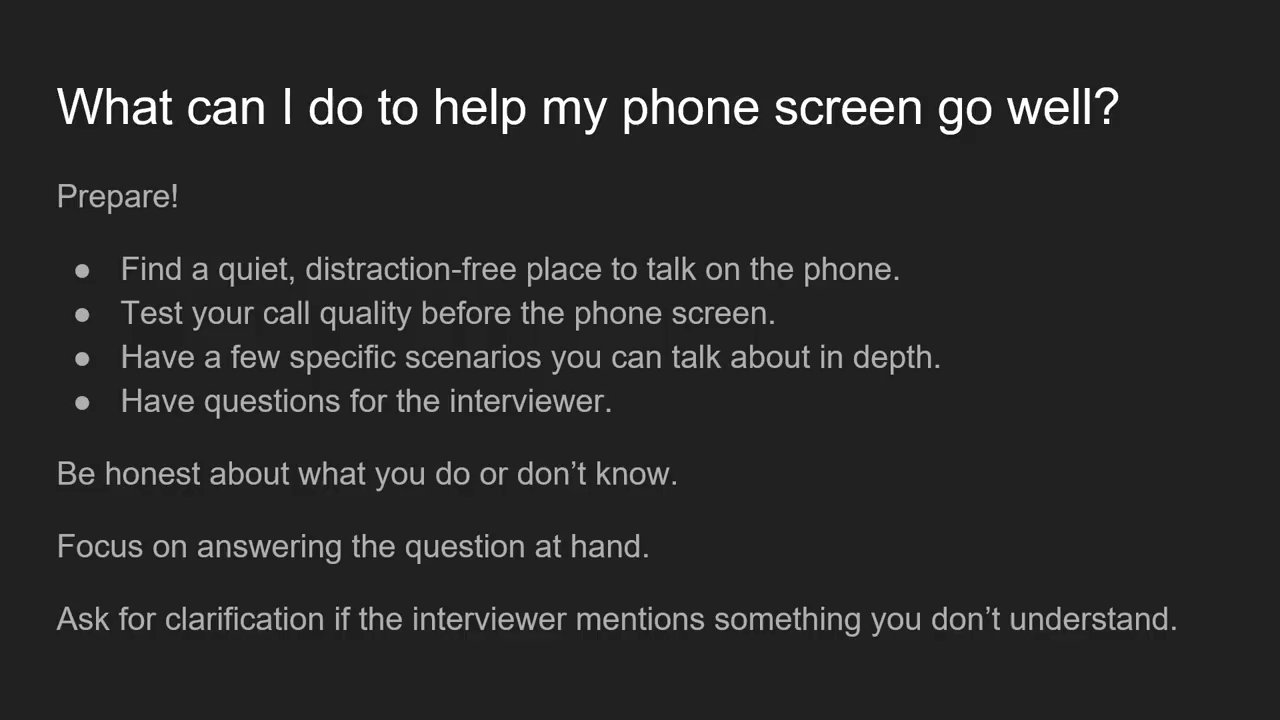 What can I do to help my phone screen go well?
Prepare!
● Find a quiet, distraction-free place to talk on the phone.
● Test your call quality before the phone screen.
● Have a few specific scenarios you can talk about in depth.
● Have questions for the interviewer.
Be honest about what you do or don’t know.
Focus on answering the question at hand.
Ask for clarification if the interviewer mentions something you don’t understand.